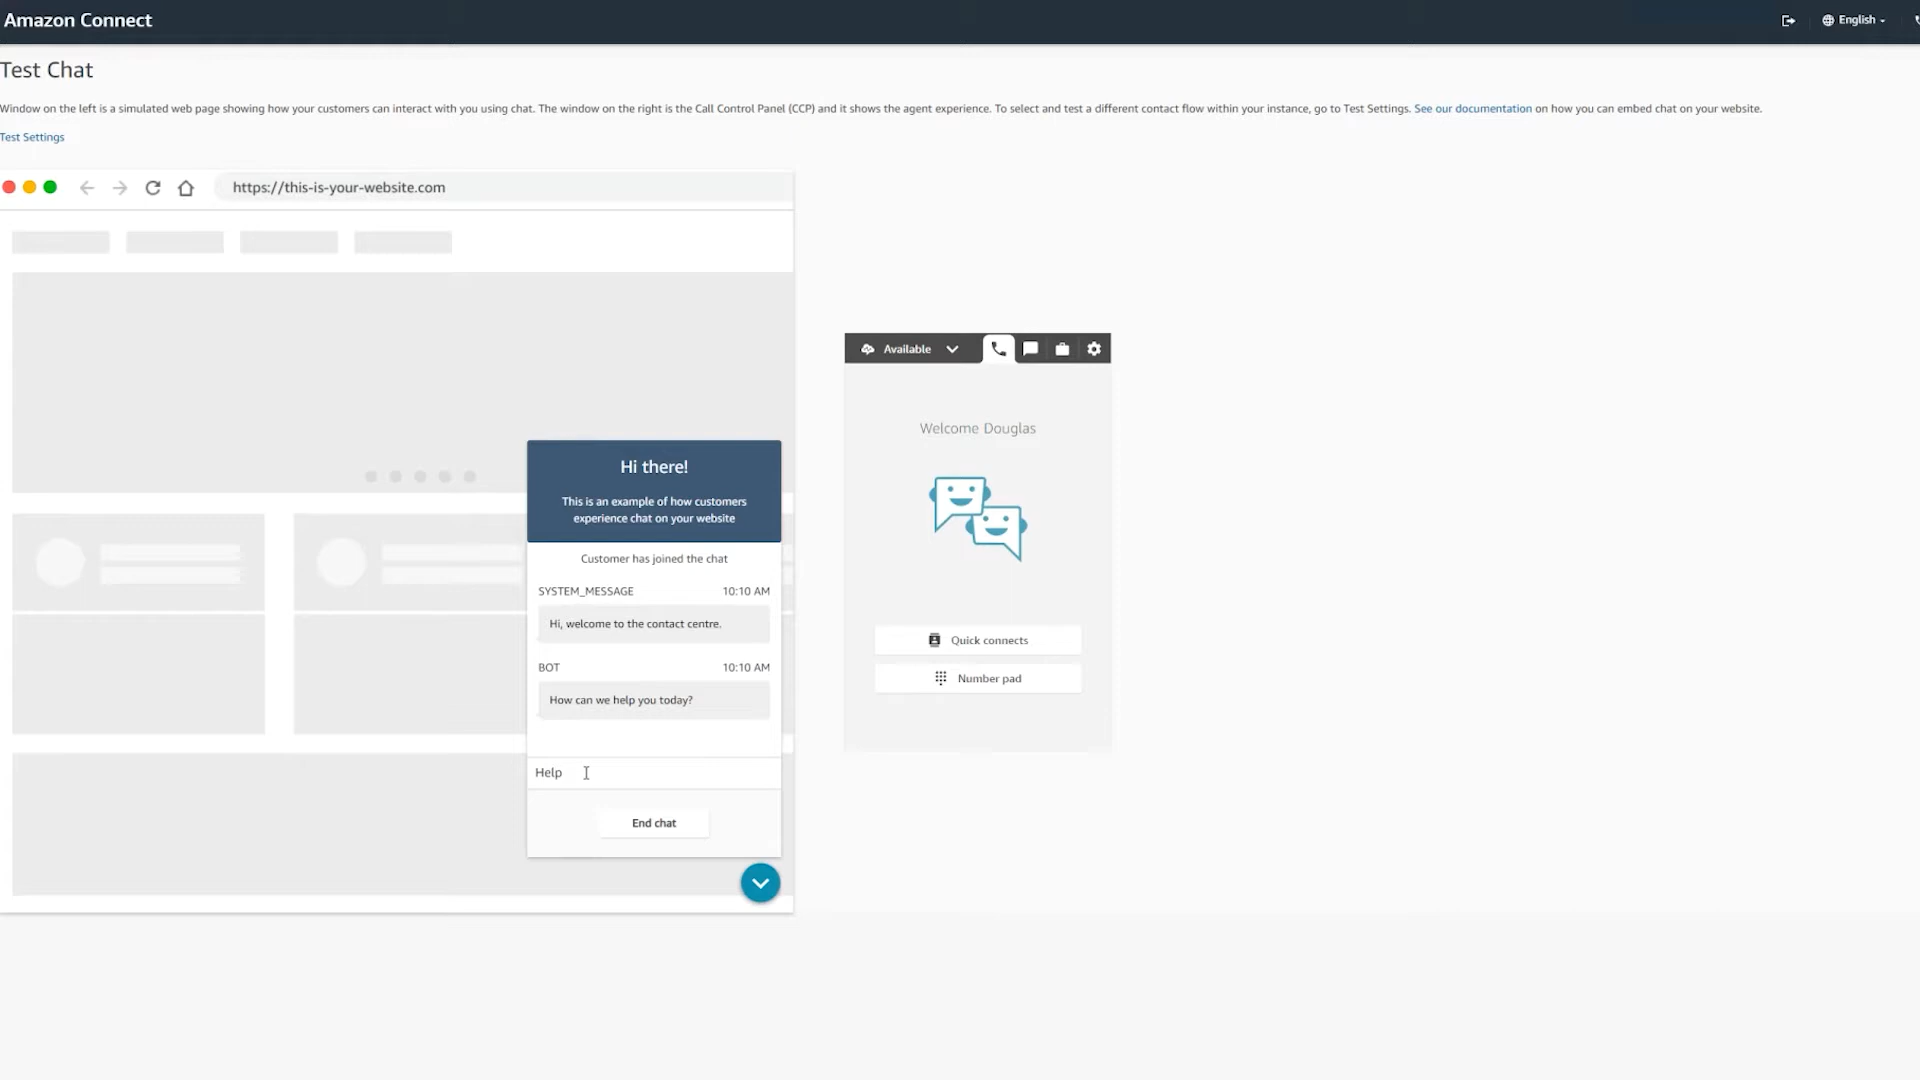 Amazon Connect
English
Test Chat
Window on the left is a simulated web page showing how your customers can interact with you using chat. The window on the right is the Call Control Panel (CCP) and it shows the agent experience. To select and test a different contact flow within your instance, go to Test Settings. See our documentation on how you can embed chat on your website.
Test Settings
https://this-is-your-website.com
Hi there!
This is an example of how customers
experience chat on your website
Customer has joined the chat
SYSTEM_MESSAGE 10:10 AM
Hi, welcome to the contact centre.
BOT 10:10 AM
How can we help you today?
Help
End chat
Available
Welcome Douglas
Quick connects
Number pad